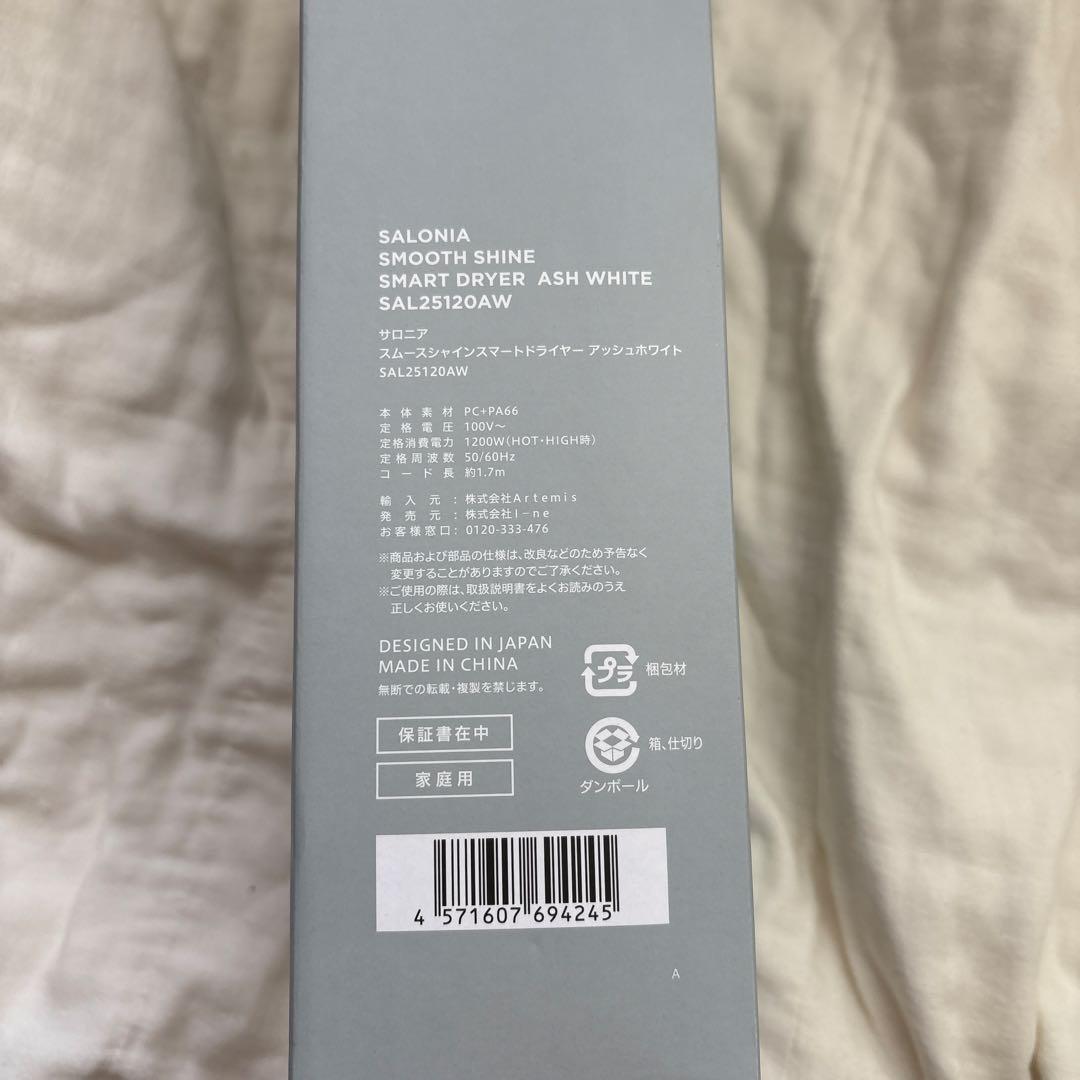 SALONIA
SMOOTH SHINE
SMART DRYER ASH WHITE
SAL25120AW
サロニア
スムースシャインスマートドライヤー アッシュホワイト
SAL25120AW
本体素材 PC+PA66
定格電圧 100V～
定格消費電力 1200W(HOT・HIGH時)
定格周波数 50/60Hz
コード長 約1.7m
輸入元:株式会社Artemis
発売元:株式会社I-ne
お客様窓口:0120-333-476
※商品および部品の仕様は、改良などのため予告なく
変更することがありますのでご了承ください。
※ご使用の際は、取扱説明書をよくお読みのうえ
正しくお使いください。
DESIGNED IN JAPAN
MADE IN CHINA
無断での転載・複製を禁じます。
プラ 梱包材
保証書在中
箱、仕切り
家庭用
ダンボール
4 571607 694245
A